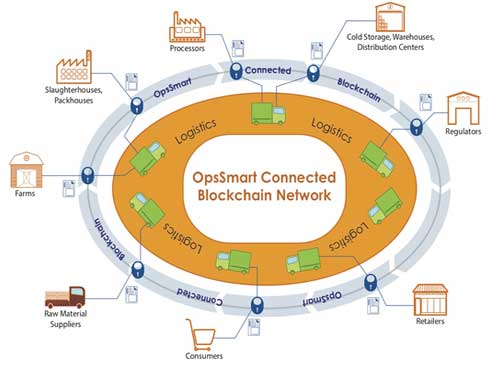 Processors
Cold Storage, Warehouses,
Distribution Centers
Slaughterhouses,
Packhouses
OpsSmart
Connected
Blockchain
Regulators
Logistics
Logistics
OpsSmart Connected
Blockchain Network
Farms
Logistics
Logistics
Blockchain
Connected
OpsSmart
Raw Material
Suppliers
Consumers
Retailers